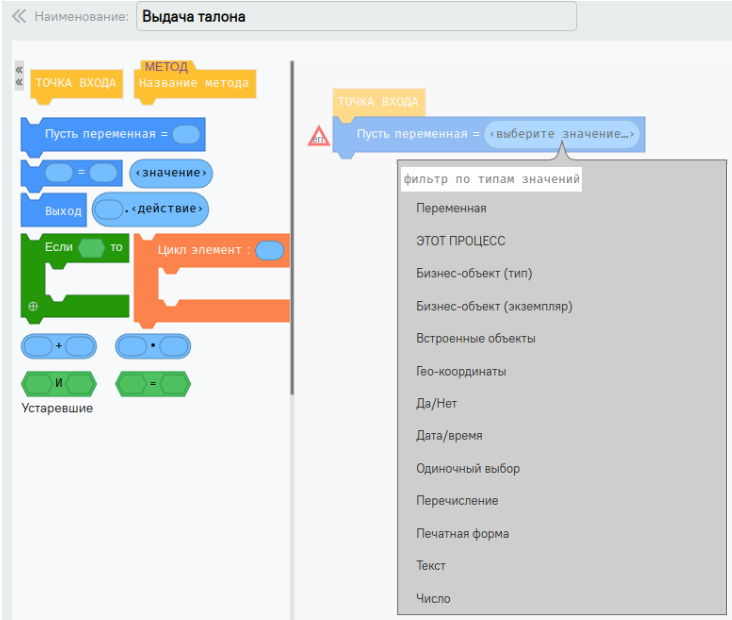 Наименование: Выдача талона
МЕТОД
ТОЧКА ВХОДА
Название метода
Пусть переменная =
=
‹значение›
Выход
.‹действие›
Если то
Цикл элемент :
+
•
И
=
Устаревшие
ТОЧКА ВХОДА
err
Пусть переменная = ‹выберите значение…›
фильтр по типам значений
Переменная
ЭТОТ ПРОЦЕСС
Бизнес-объект (тип)
Бизнес-объект (экземпляр)
Встроенные объекты
Гео-координаты
Да/Нет
Дата/время
Одиночный выбор
Перечисление
Печатная форма
Текст
Число